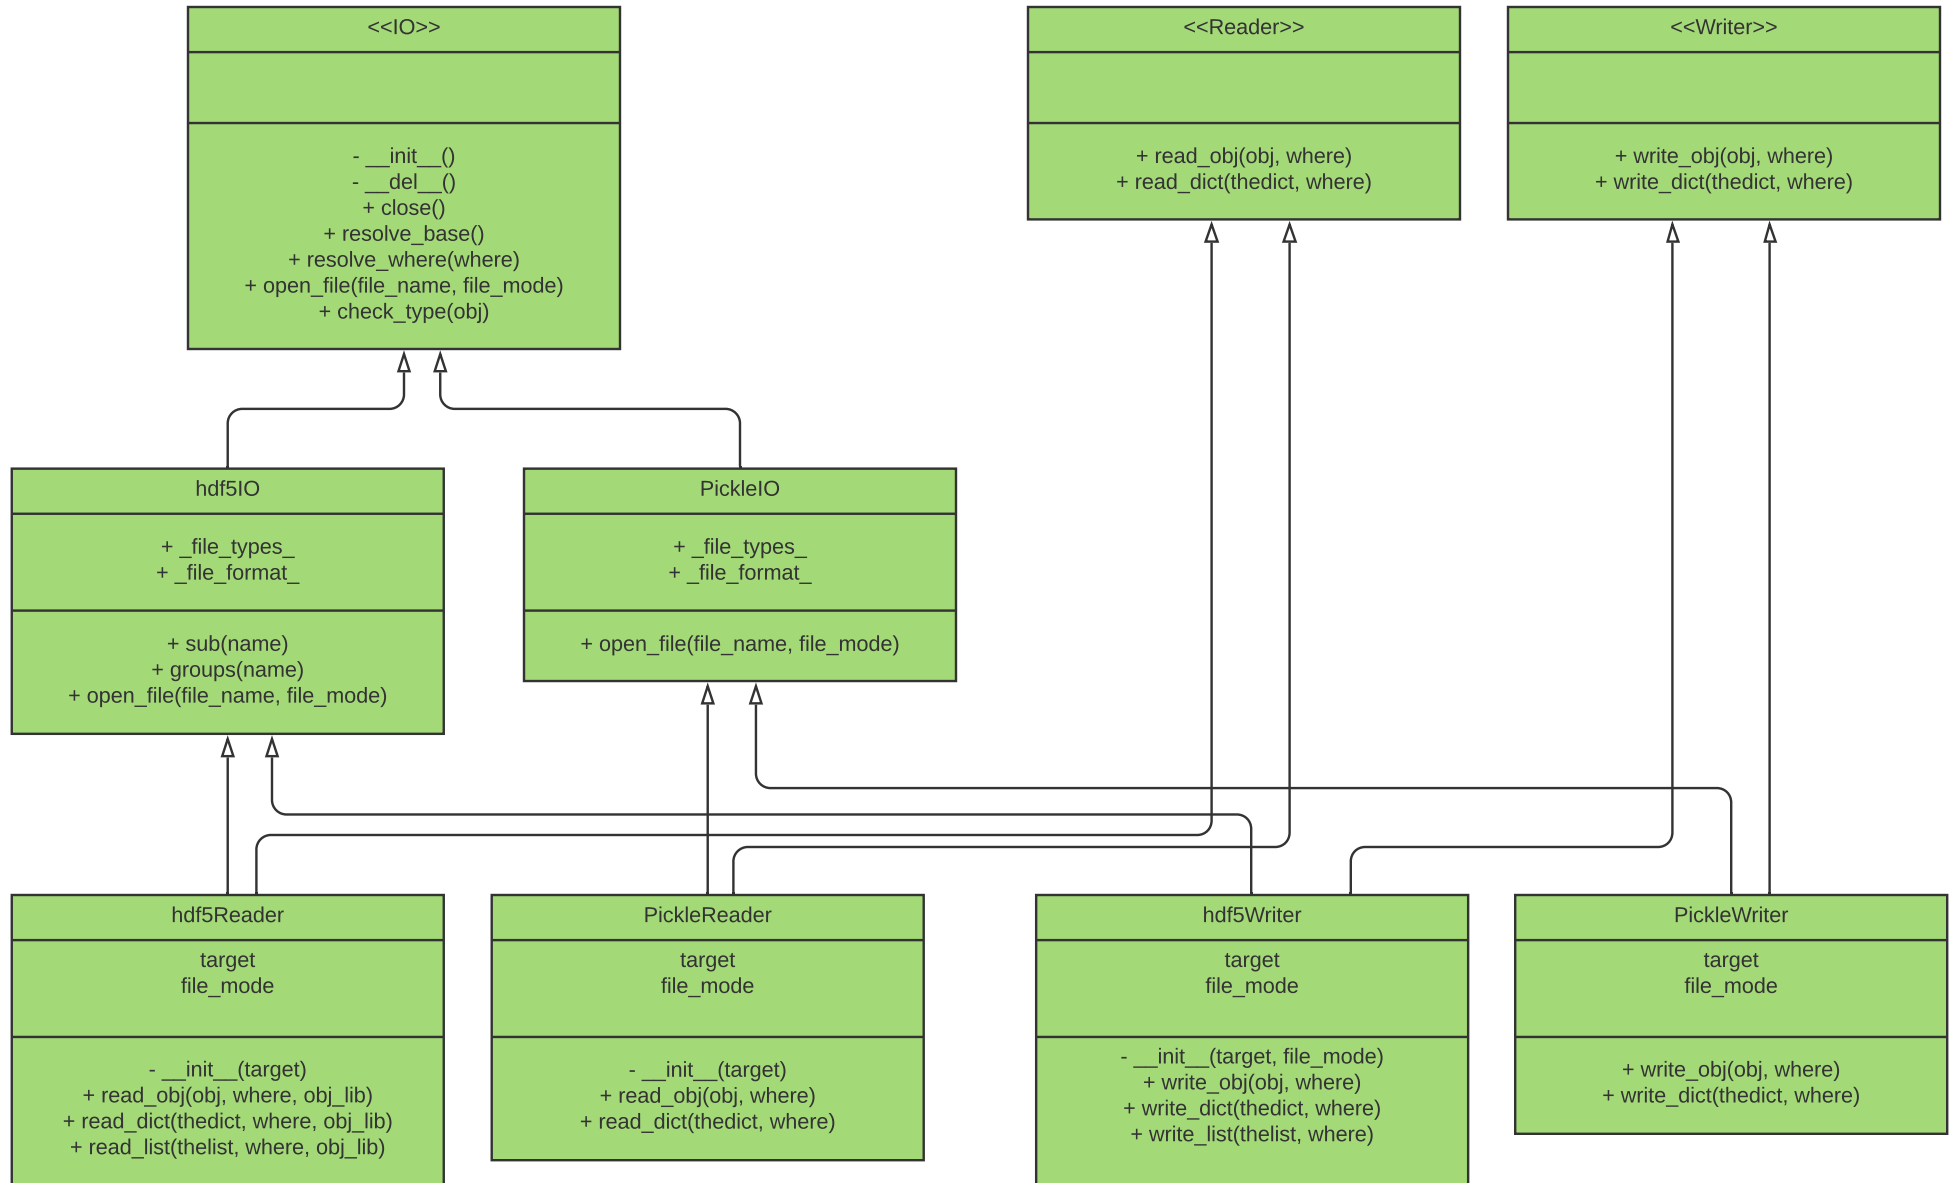 <<IO>>
- __init__()
- __del__()
+ close()
+ resolve_base()
+ resolve_where(where)
+ open_file(file_name, file_mode)
+ check_type(obj)
<<Reader>>
+ read_obj(obj, where)
+ read_dict(thedict, where)
<<Writer>>
+ write_obj(obj, where)
+ write_dict(thedict, where)
hdf5IO
+ _file_types_
+ _file_format_
+ sub(name)
+ groups(name)
+ open_file(file_name, file_mode)
PickleIO
+ _file_types_
+ _file_format_
+ open_file(file_name, file_mode)
hdf5Reader
target
file_mode
- __init__(target)
+ read_obj(obj, where, obj_lib)
+ read_dict(thedict, where, obj_lib)
+ read_list(thelist, where, obj_lib)
PickleReader
target
file_mode
- __init__(target)
+ read_obj(obj, where)
+ read_dict(thedict, where)
hdf5Writer
target
file_mode
- __init__(target, file_mode)
+ write_obj(obj, where)
+ write_dict(thedict, where)
+ write_list(thelist, where)
PickleWriter
target
file_mode
+ write_obj(obj, where)
+ write_dict(thedict, where)